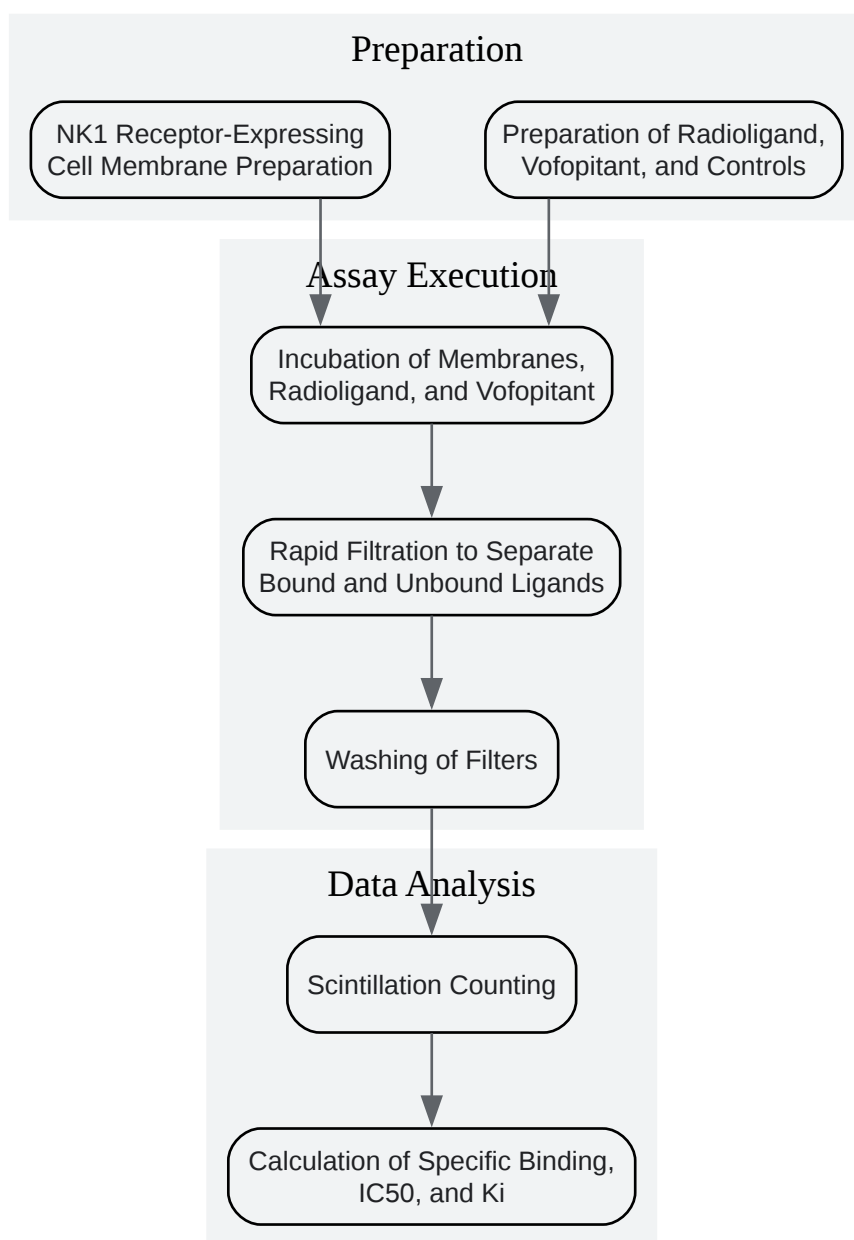 Preparation
NK1 Receptor-Expressing
Cell Membrane Preparation
Preparation of Radioligand,
Vofopitant, and Controls
Assay Execution
Incubation of Membranes,
Radioligand, and Vofopitant
Rapid Filtration to Separate
Bound and Unbound Ligands
Washing of Filters
Data Analysis
Scintillation Counting
Calculation of Specific Binding,
IC50, and Ki